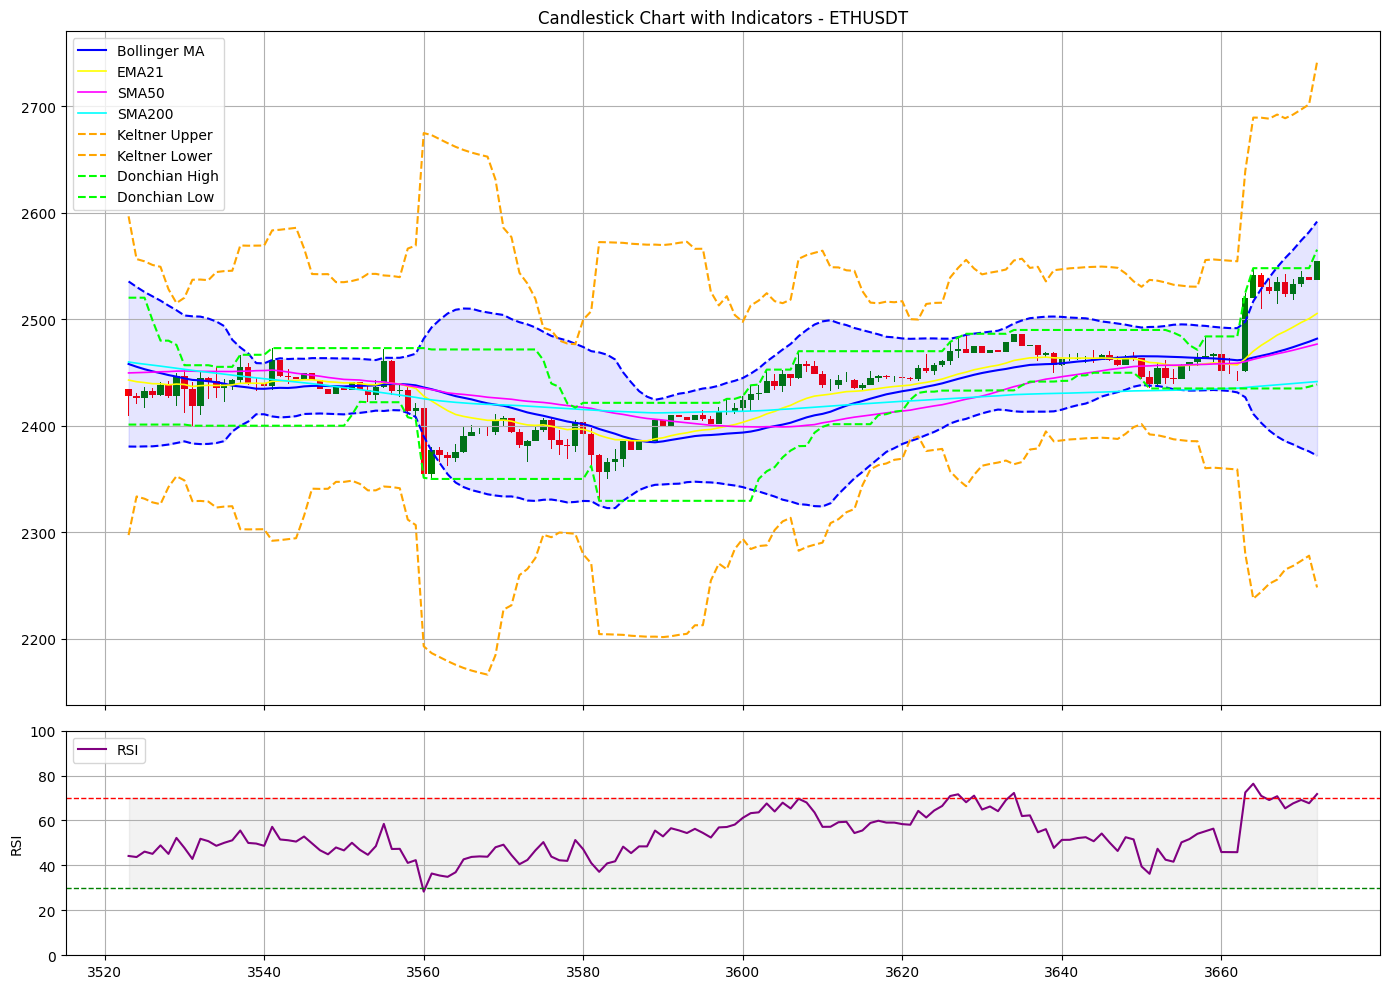 Candlestick Chart with Indicators - ETHUSDT
Bollinger MA
EMA21
SMA50
SMA200
Keltner Upper
Keltner Lower
Donchian High
Donchian Low
2700
2600
2500
2400
2300
2200
RSI
100
80
60
40
20
0
RSI
3520 3540 3560 3580 3600 3620 3640 3660